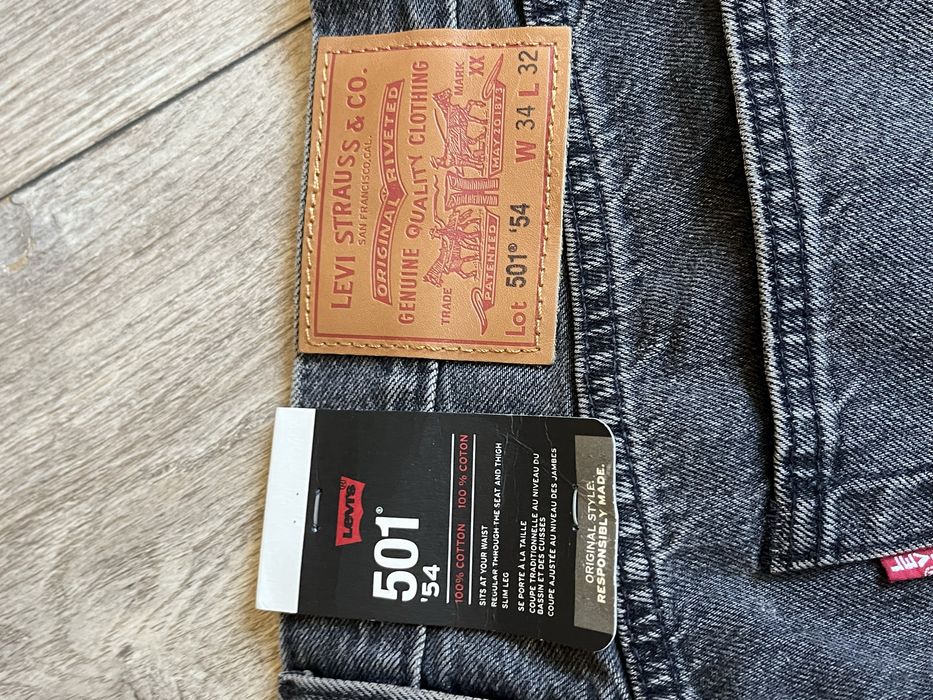 LEVI STRAUSS & CO.
SAN FRANCISCO, CAL.
ORIGINAL RIVETED
GENUINE QUALITY CLOTHING
TRADE MARK
XX
PATENTED MAY 20 1873
Lot 501® '54 W 34 L 32
Levi's
501®
'54
100% COTTON 100 % COTON
SITS AT YOUR WAIST
REGULAR THROUGH THE SEAT AND THIGH
SLIM LEG
SE PORTE À LA TAILLE
COUPE TRADITIONNELLE AU NIVEAU DU
BASSIN ET DES CUISSES
COUPE AJUSTÉE AU NIVEAU DES JAMBES
ORIGINAL STYLE.
RESPONSIBLY MADE.